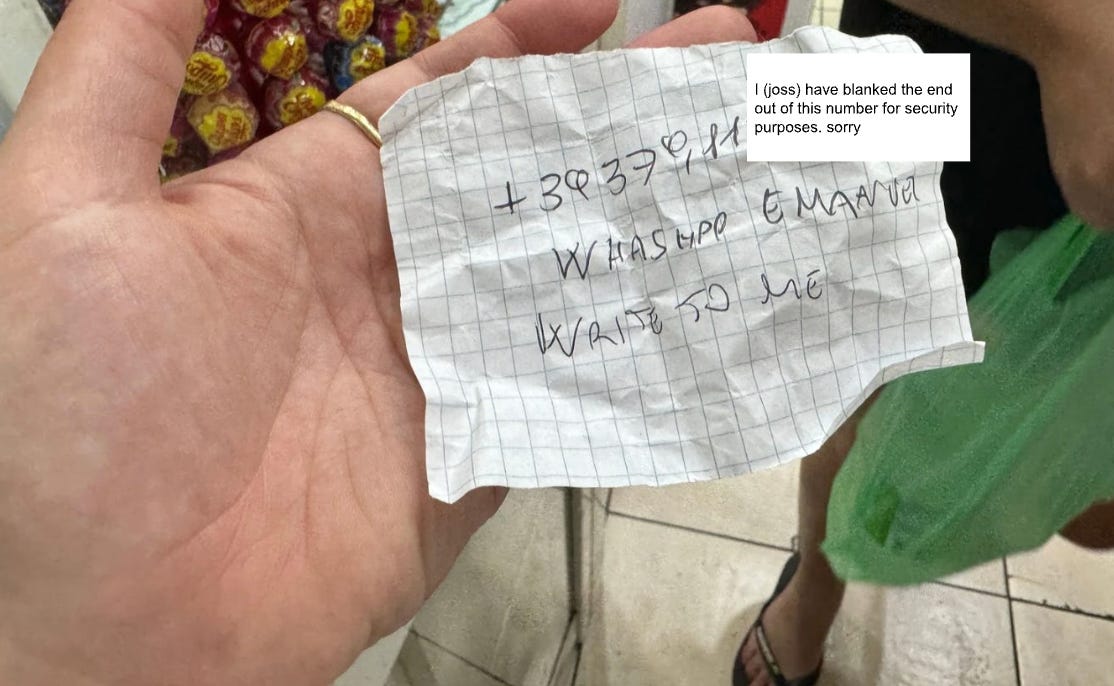 +39 379,11
I (joss) have blanked the end
out of this number for security
purposes. sorry
WHASAPP
WRITE TO ME